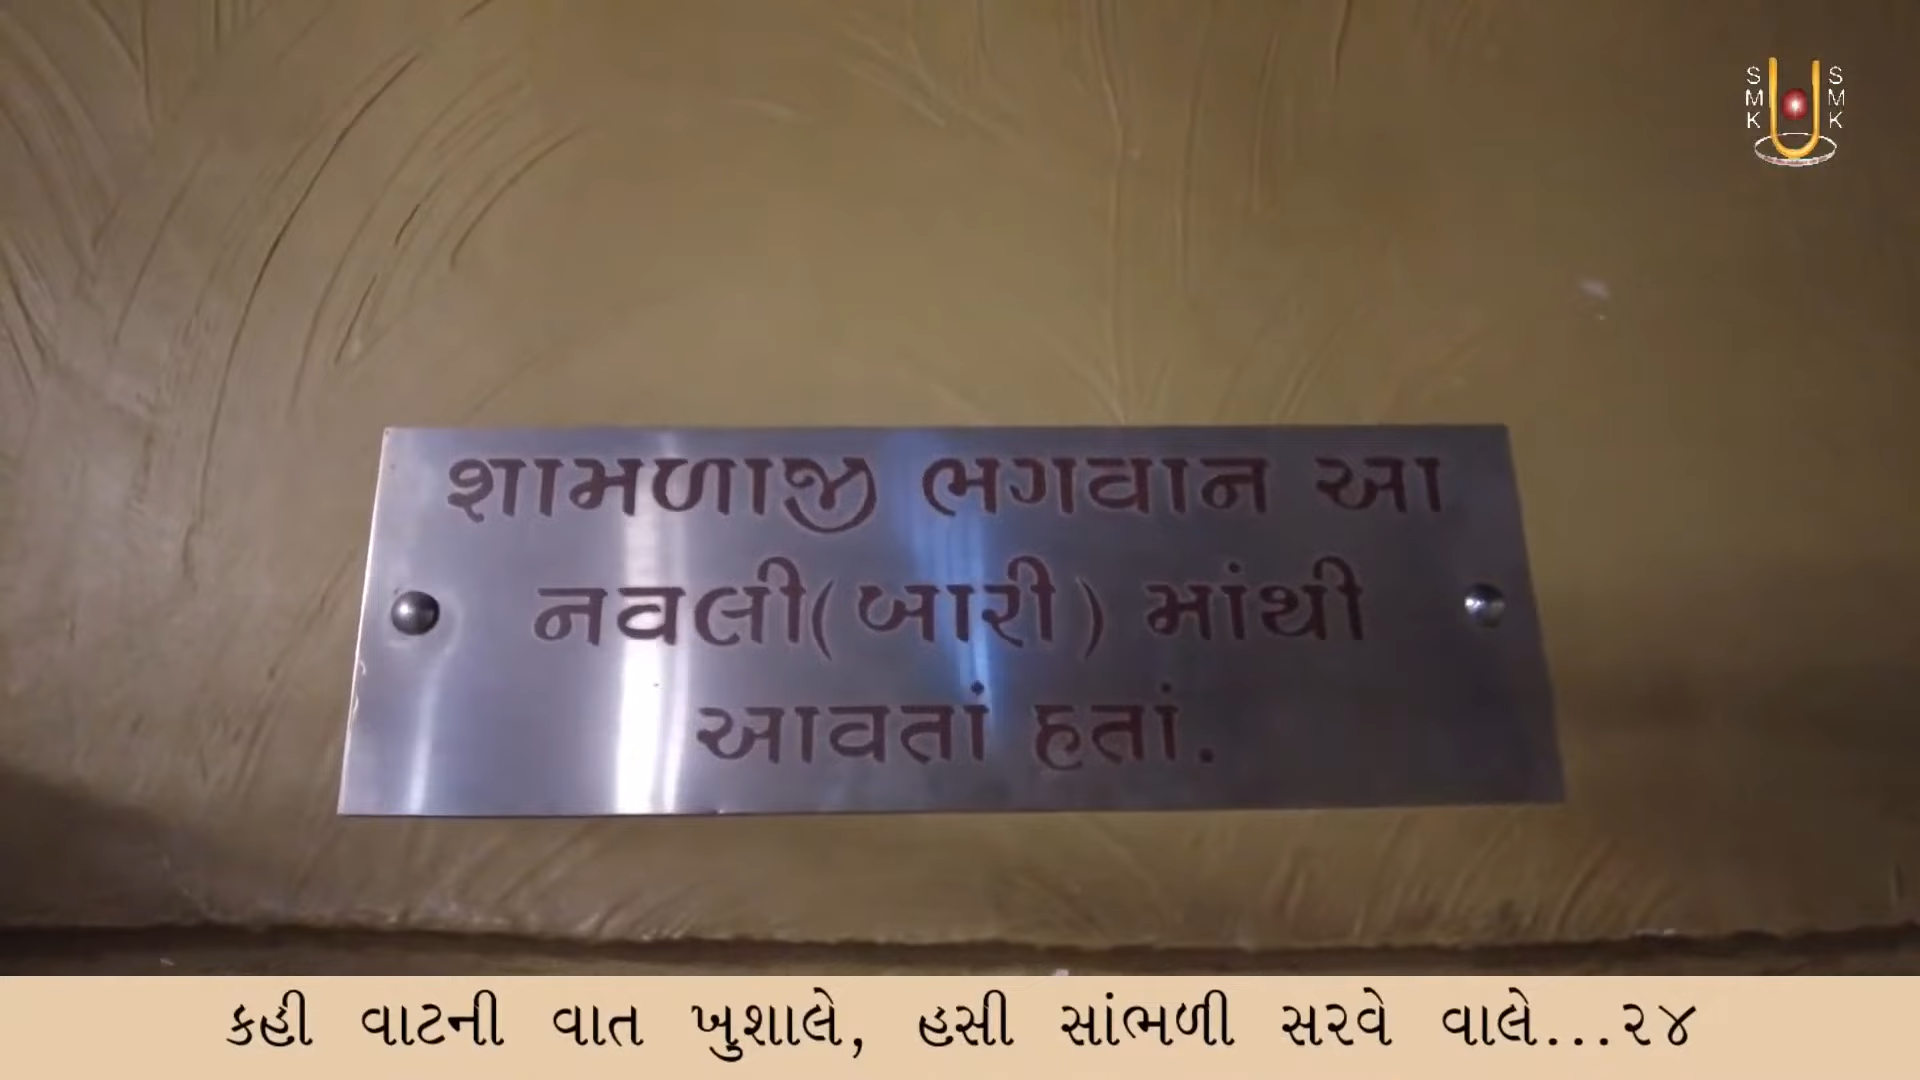 SMK SMK
શામળાજી ભગવાન આ
નવલી(બારી) માંથી
આવતાં હતાં.
કહી વાટની વાત ખુશાલે, હસી સાંભળી સરવે વાલે...૨૪